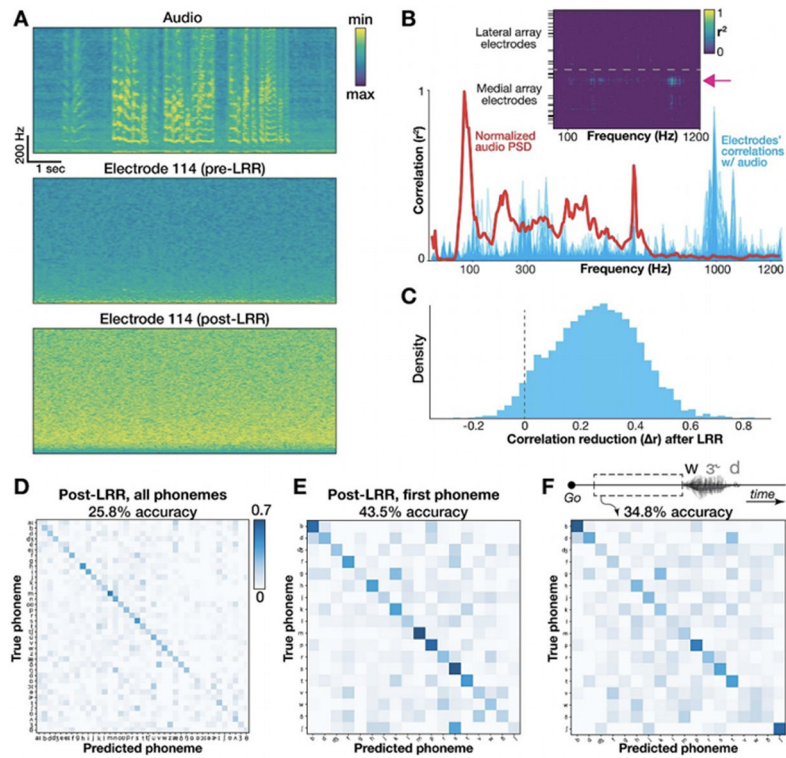 A
Audio
min
max
200 Hz
1 sec
Electrode 114 (pre-LRR)
Electrode 114 (post-LRR)
B
Lateral array
electrodes
Medial array
electrodes
1
r²
0
100 Frequency (Hz) 1200
1
Correlation (r²)
0
Normalized
audio PSD
Electrodes'
correlations
w/ audio
100 300 Frequency (Hz) 1000 1200
C
Density
-0.2 0 0.2 0.4 0.6 0.8
Correlation reduction (Δr) after LRR
D
Post-LRR, all phonemes
25.8% accuracy
0.7
0
True phoneme
Predicted phoneme
E
Post-LRR, first phoneme
43.5% accuracy
True phoneme
Predicted phoneme
F
Go
w ɝ d
time
34.8% accuracy
True phoneme
Predicted phoneme